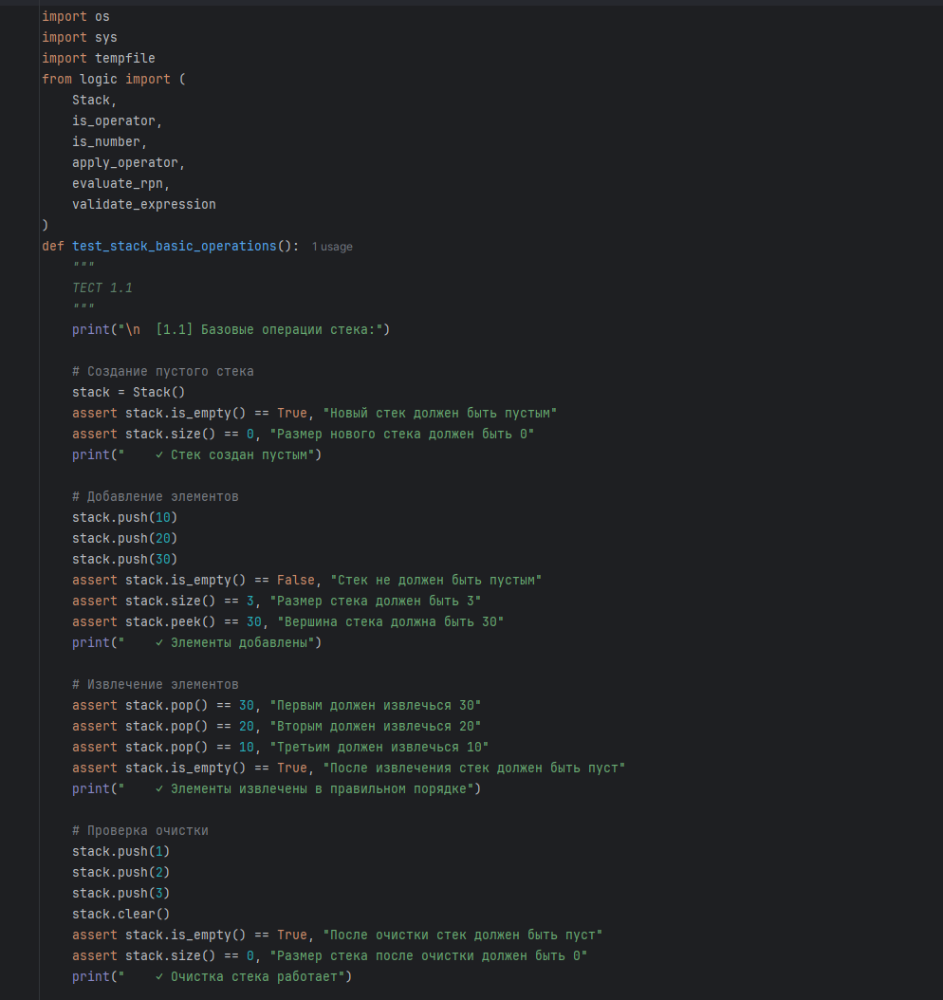 import os
import sys
import tempfile
from logic import (
    Stack,
    is_operator,
    is_number,
    apply_operator,
    evaluate_rpn,
    validate_expression
)
def test_stack_basic_operations():  1 usage
    """
    ТЕСТ 1.1
    """
    print("\n  [1.1] Базовые операции стека:")

    # Создание пустого стека
    stack = Stack()
    assert stack.is_empty() == True, "Новый стек должен быть пустым"
    assert stack.size() == 0, "Размер нового стека должен быть 0"
    print("    ✓ Стек создан пустым")

    # Добавление элементов
    stack.push(10)
    stack.push(20)
    stack.push(30)
    assert stack.is_empty() == False, "Стек не должен быть пустым"
    assert stack.size() == 3, "Размер стека должен быть 3"
    assert stack.peek() == 30, "Вершина стека должна быть 30"
    print("    ✓ Элементы добавлены")

    # Извлечение элементов
    assert stack.pop() == 30, "Первым должен извлечься 30"
    assert stack.pop() == 20, "Вторым должен извлечься 20"
    assert stack.pop() == 10, "Третьим должен извлечься 10"
    assert stack.is_empty() == True, "После извлечения стек должен быть пуст"
    print("    ✓ Элементы извлечены в правильном порядке")

    # Проверка очистки
    stack.push(1)
    stack.push(2)
    stack.push(3)
    stack.clear()
    assert stack.is_empty() == True, "После очистки стек должен быть пуст"
    assert stack.size() == 0, "Размер стека после очистки должен быть 0"
    print("    ✓ Очистка стека работает")